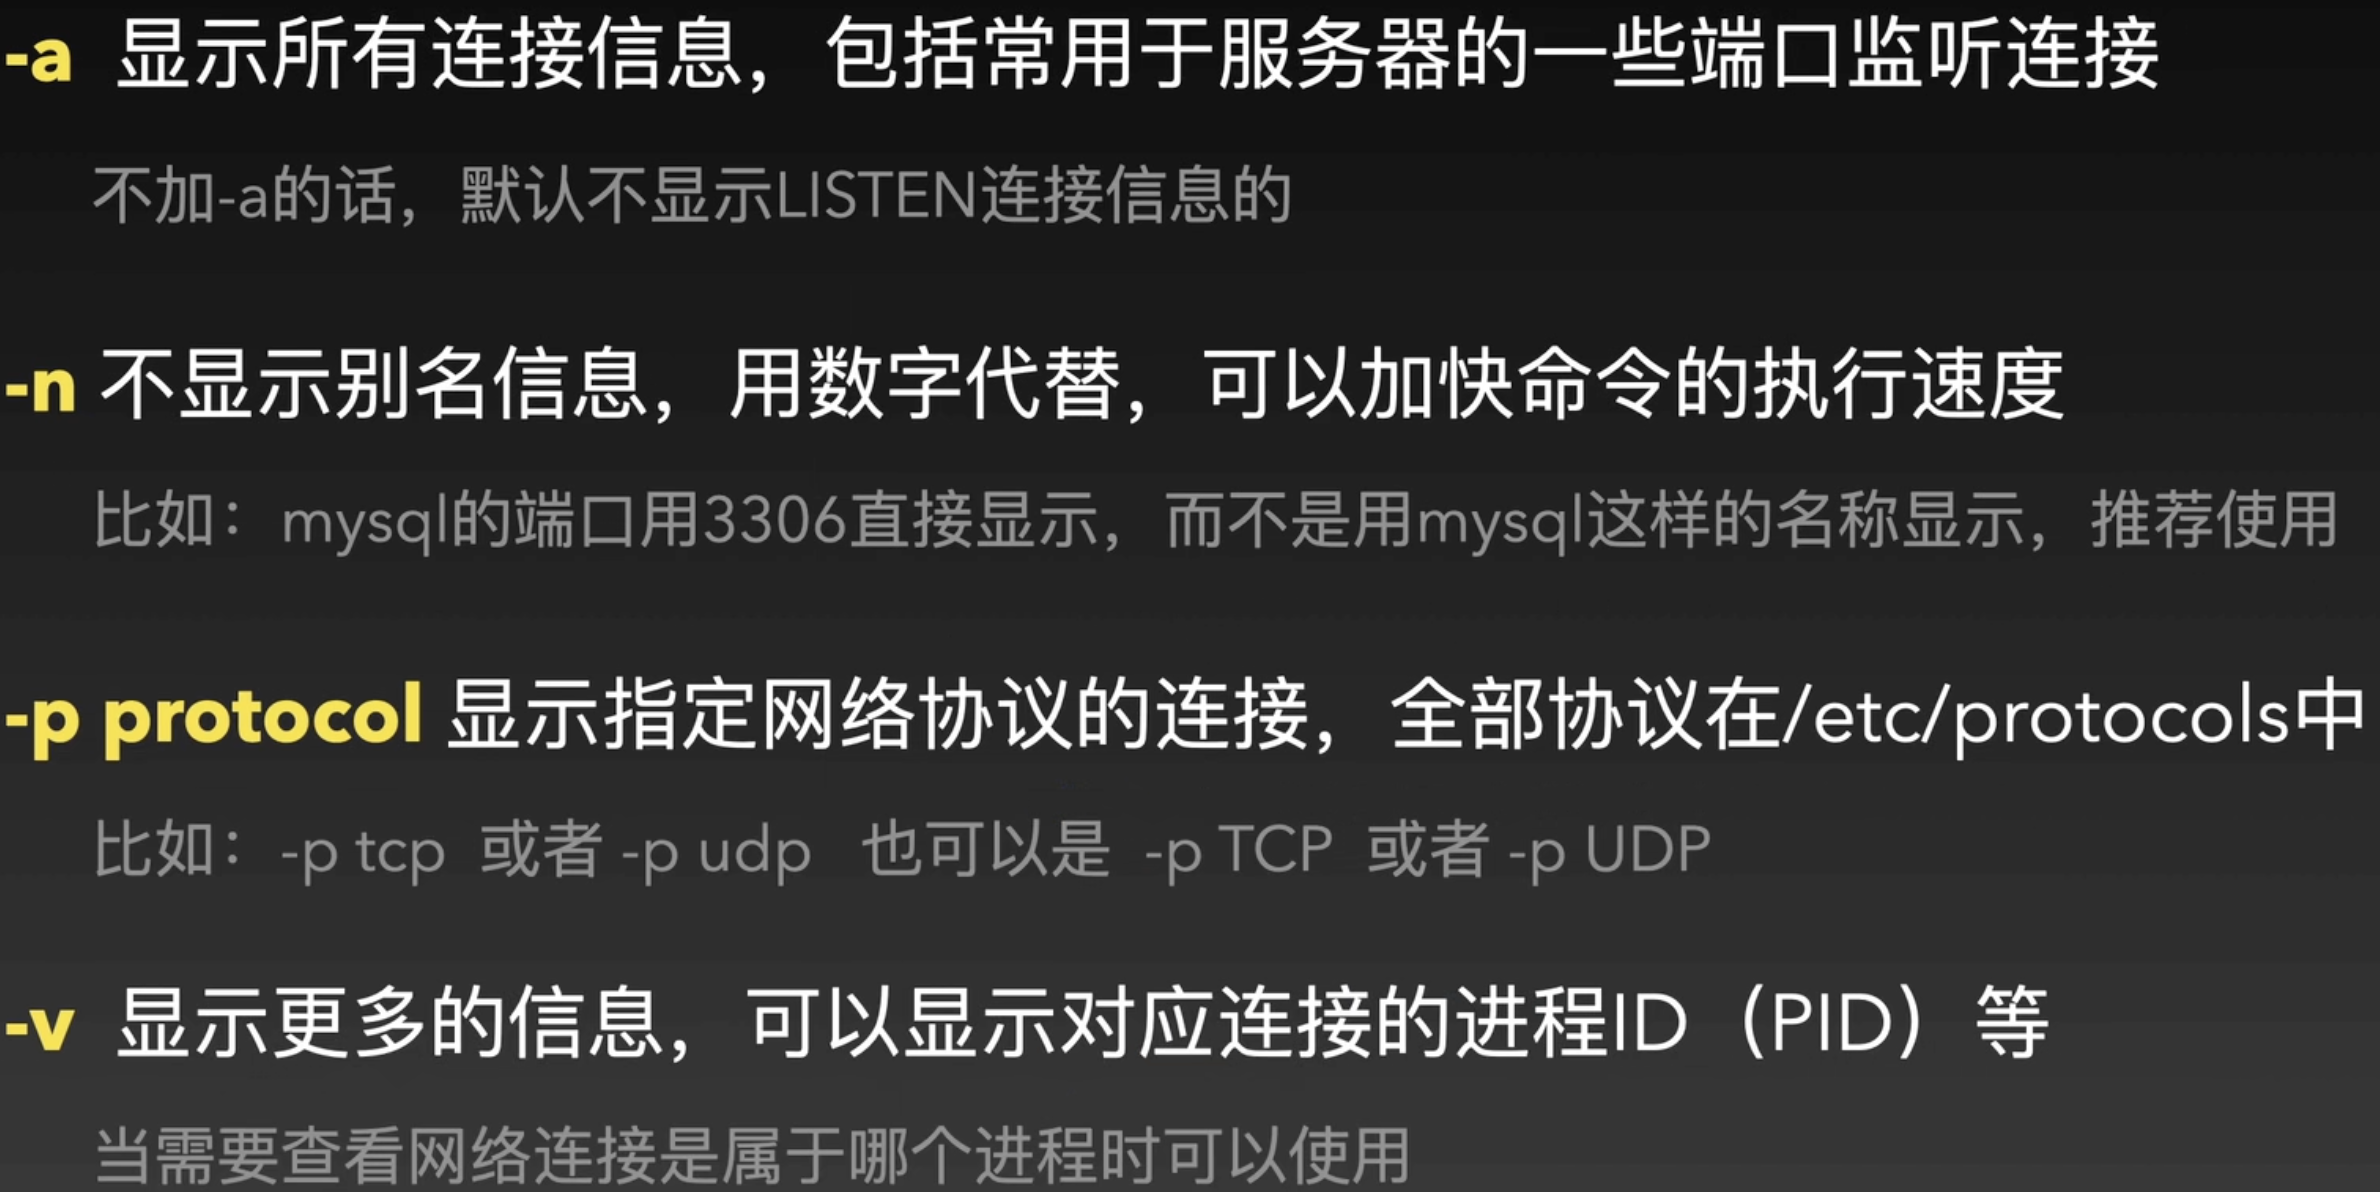 -a 显示所有连接信息，包括常用于服务器的一些端口监听连接
不加-a的话，默认不显示LISTEN连接信息的
-n 不显示别名信息，用数字代替，可以加快命令的执行速度
比如：mysql的端口用3306直接显示，而不是用mysql这样的名称显示，推荐使用
-p protocol 显示指定网络协议的连接，全部协议在/etc/protocols中
比如：-p tcp 或者 -p udp 也可以是 -p TCP 或者 -p UDP
-v 显示更多的信息，可以显示对应连接的进程ID（PID）等
当需要查看网络连接是属于哪个进程时可以使用